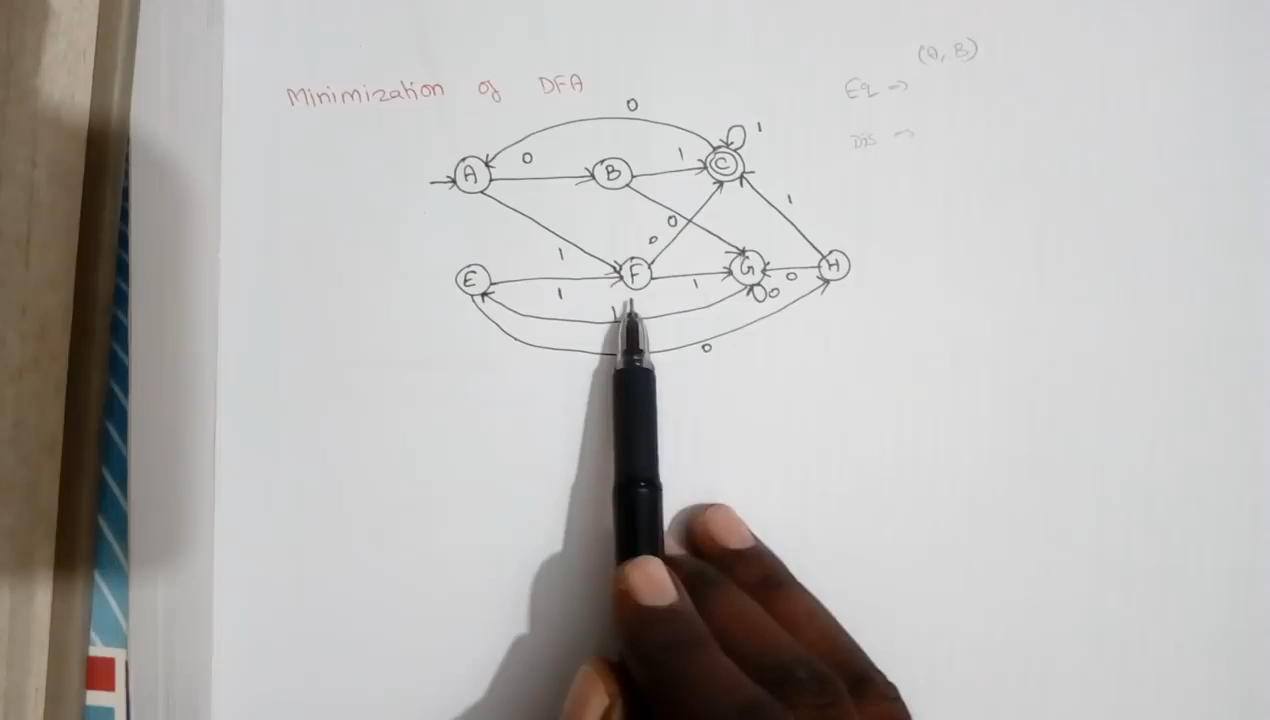 (A, B)
Minimization of DFA
Eq ⇒
Dis ⇒
0
0 1 1
A B C
1 0 0 1
E 1 F 1 G 0 H
1 0
0